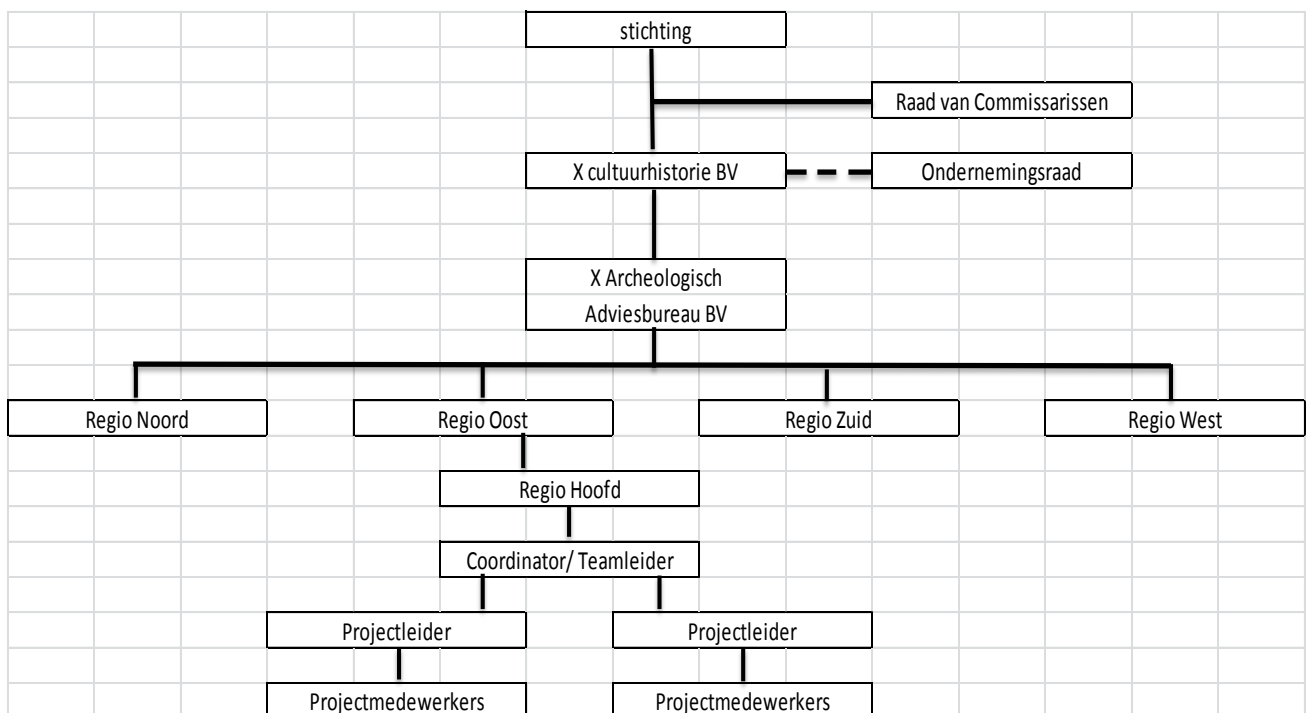 stichting
Raad van Commissarissen
X cultuurhistorie BV
Ondernemingsraad
X Archeologisch
Adviesbureau BV
Regio Noord
Regio Oost
Regio Zuid
Regio West
Regio Hoofd
Coordinator/ Teamleider
Projectleider
Projectleider
Projectmedewerkers
Projectmedewerkers